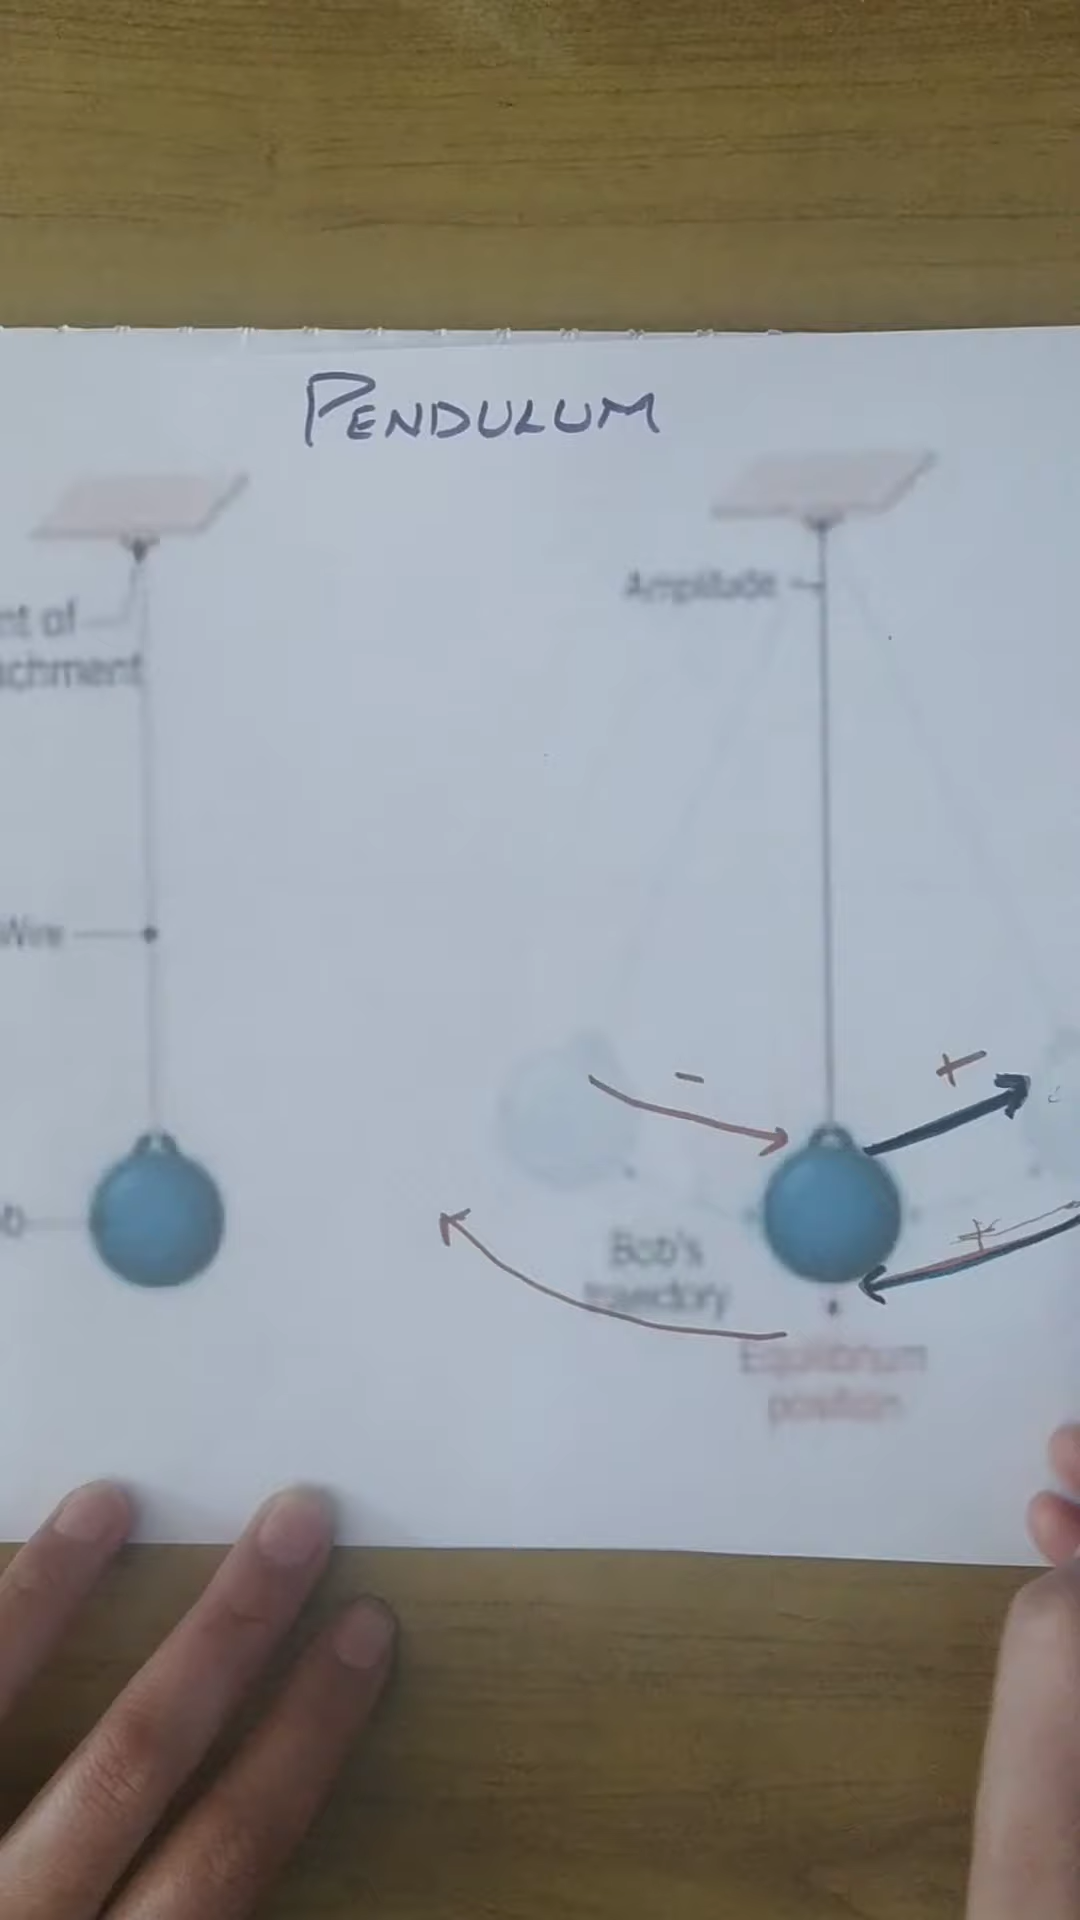 PENDULUM
nt of
achment
Amplitude
Wire
b
-
+
+
Bob's
trajectory
Equilibrium
position